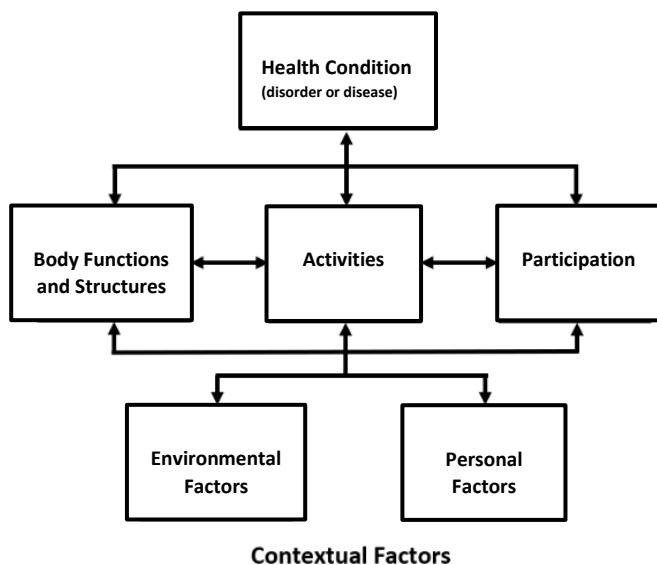 Health Condition
(disorder or disease)
Body Functions
and Structures
Activities
Participation
Environmental
Factors
Personal
Factors
Contextual Factors